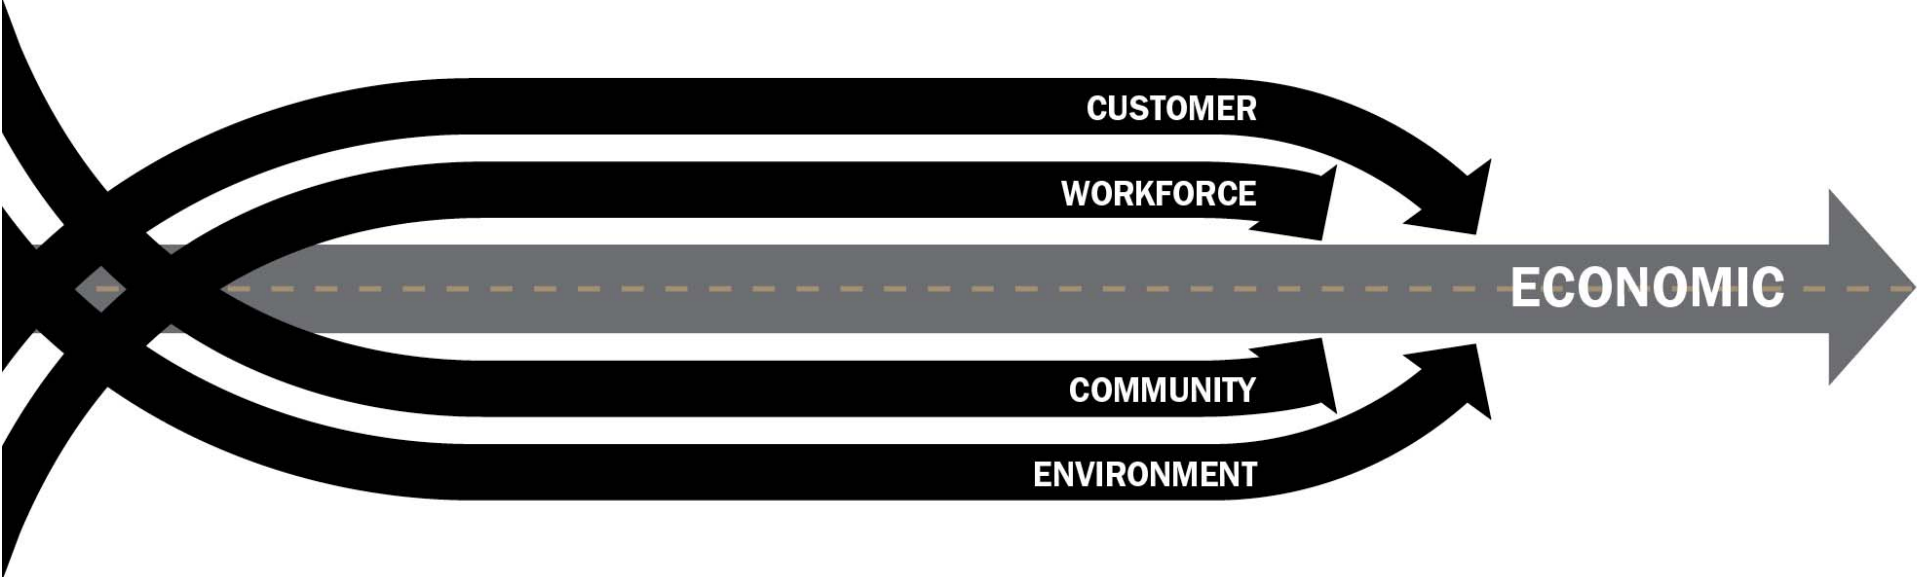 CUSTOMER
WORKFORCE
ECONOMIC
COMMUNITY
ENVIRONMENT